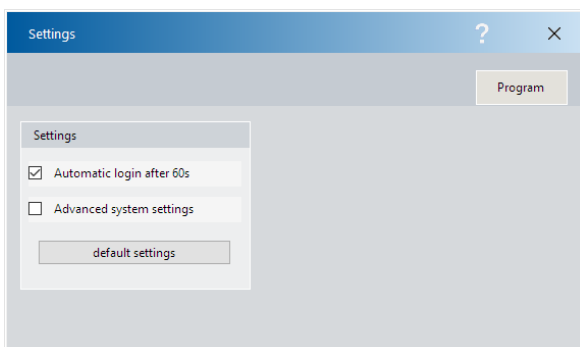 Settings
?
Program
Settings
Automatic login after 60s
Advanced system settings
default settings